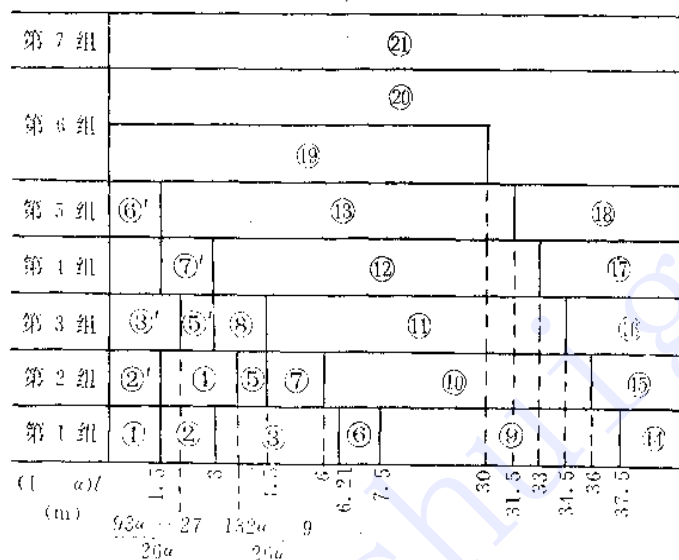 第 7 组 ㉑
第 6 组 ⑳
⑲
第 5 组 ⑥′ ⑬ ⑱
第 4 组 ⑦′ ⑫ ⑰
第 3 组 ③′ ⑤′ ⑧ ⑪ ⑯
第 2 组 ②′ ④ ⑤ ⑦ ⑩ ⑮
第 1 组 ① ② ③ ⑥ ⑨ ⑭
(1 α)l 1.5 3 4.5 6 6.21 7.5 30 31.5 33 34.5 36 37.5
(m) 93α 27 132α 9
26α 26α
shuig